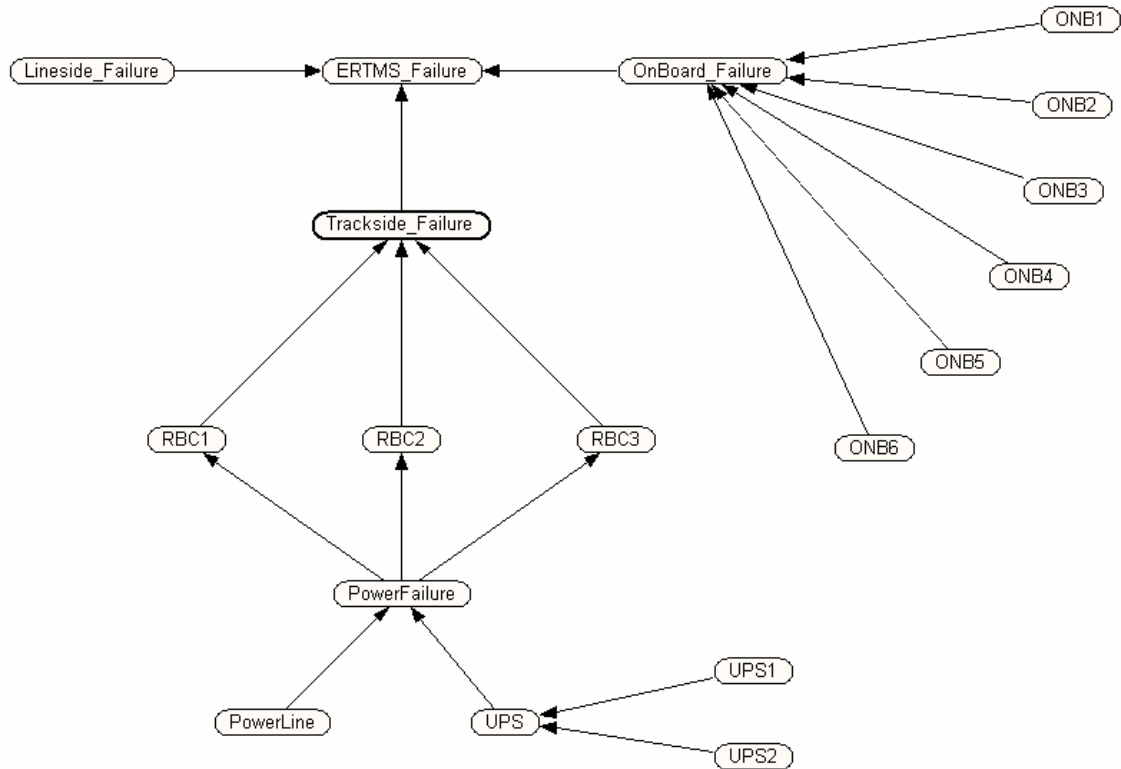 ONB1
Lineside_Failure
ERTMS_Failure
OnBoard_Failure
ONB2
ONB3
Trackside_Failure
ONB4
ONB5
RBC1
RBC2
RBC3
ONB6
PowerFailure
UPS1
PowerLine
UPS
UPS2